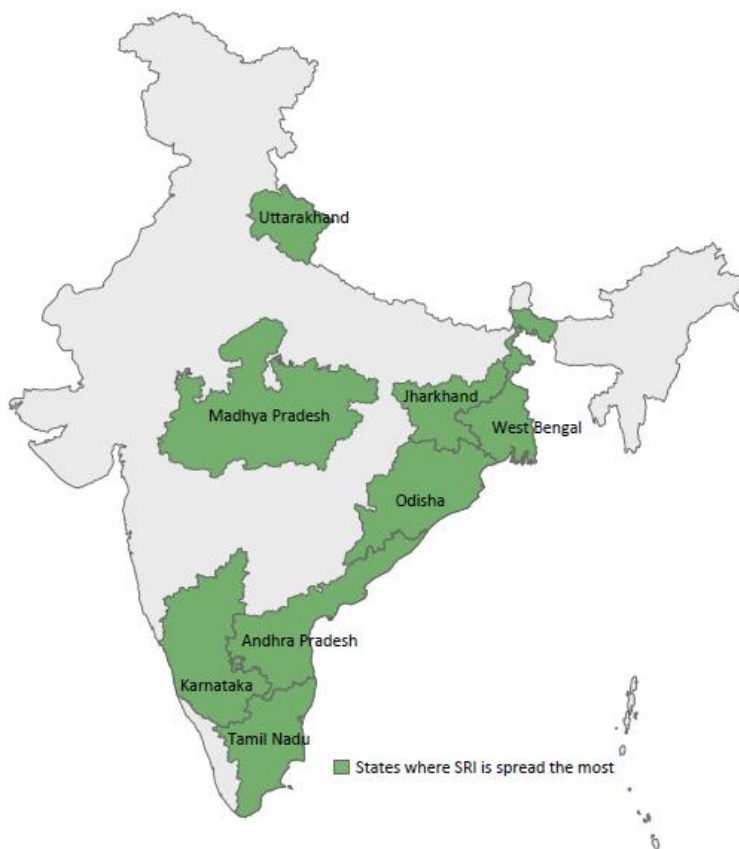 Uttarakhand
Jharkhand
Madhya Pradesh
West Bengal
Odisha
Andhra Pradesh
Karnataka
Tamil Nadu
States where SRI is spread the most